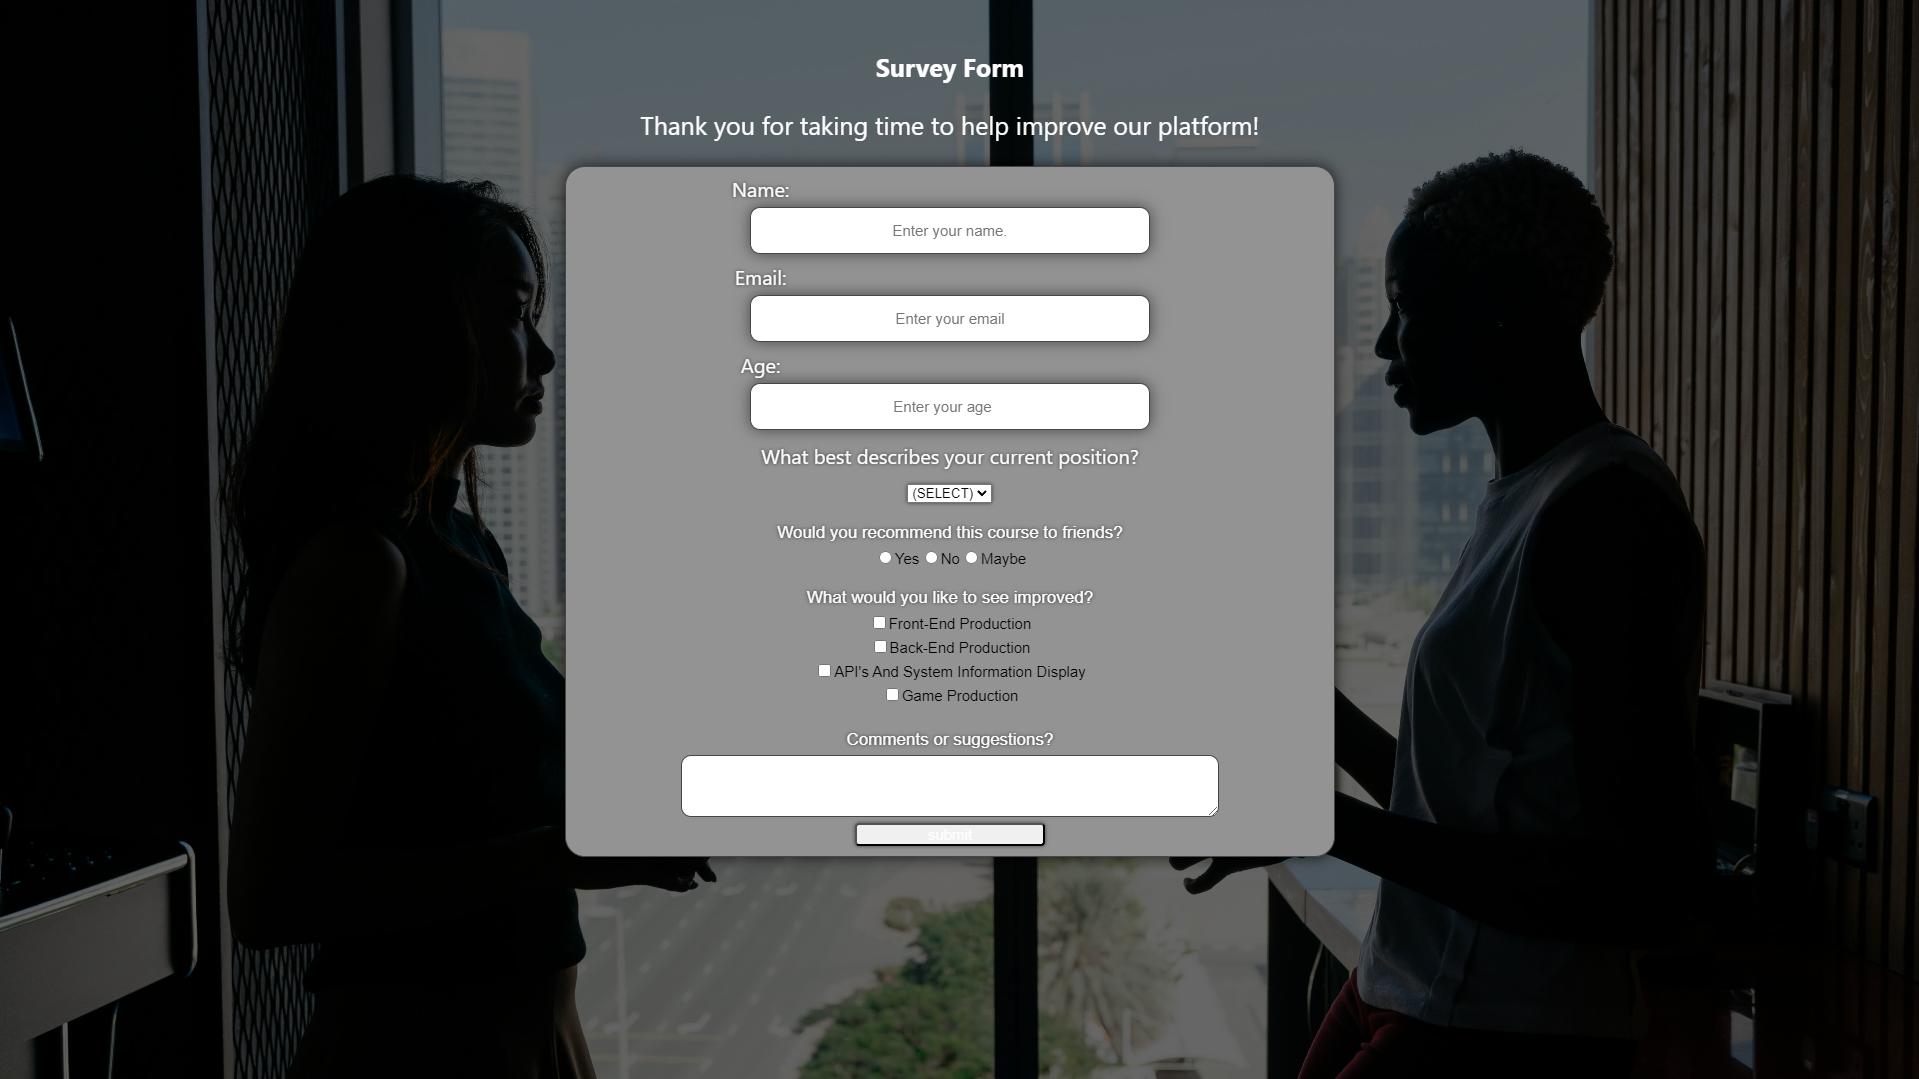 Survey Form
Thank you for taking time to help improve our platform!
Name:
Enter your name.
Email:
Enter your email
Age:
Enter your age
What best describes your current position?
(SELECT)
Would you recommend this course to friends?
Yes No Maybe
What would you like to see improved?
Front-End Production
Back-End Production
API's And System Information Display
Game Production
Comments or suggestions?
submit